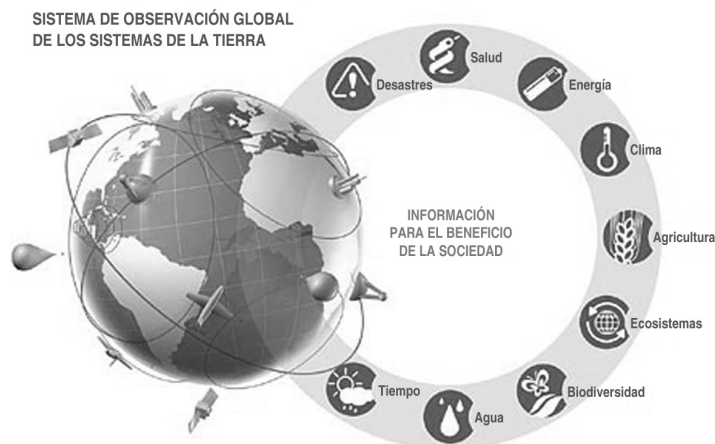 SISTEMA DE OBSERVACIÓN GLOBAL
DE LOS SISTEMAS DE LA TIERRA
Salud
Desastres
Energía
Clima
INFORMACIÓN
PARA EL BENEFICIO
DE LA SOCIEDAD
Agricultura
Ecosistemas
Tiempo
Biodiversidad
Agua